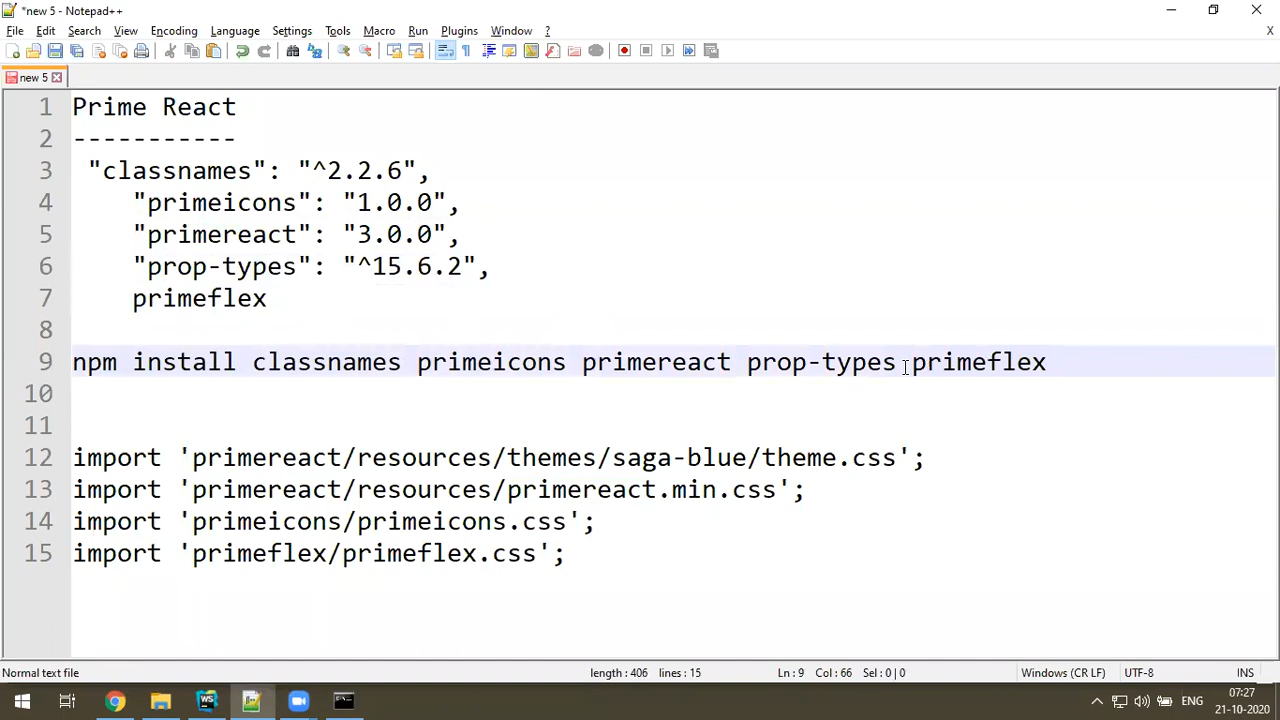 *new 5 - Notepad++
File Edit Search View Encoding Language Settings Tools Macro Run Plugins Window ? X
new 5
1 Prime React
2 -----------
3 "classnames": "^2.2.6",
4 "primeicons": "1.0.0",
5 "primereact": "3.0.0",
6 "prop-types": "^15.6.2",
7 primeflex
8
9 npm install classnames primeicons primereact prop-types primeflex
10
11
12 import 'primereact/resources/themes/saga-blue/theme.css';
13 import 'primereact/resources/primereact.min.css';
14 import 'primeicons/primeicons.css';
15 import 'primeflex/primeflex.css';
Normal text file length : 406 lines : 15 Ln : 9 Col : 66 Sel : 0 | 0 Windows (CR LF) UTF-8 INS
ENG 07:27
21-10-2020